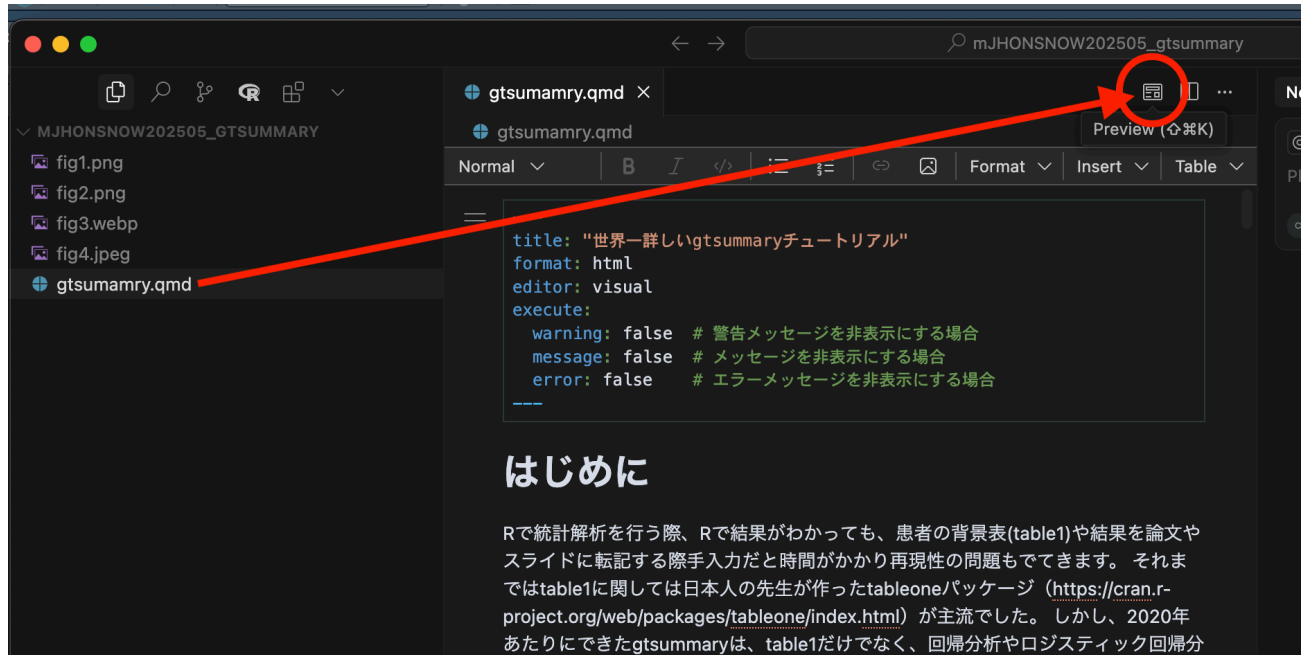 mJHONSNOW202505_gtsummary
gtsumamry.qmd
MJHONSNOW202505_GTSUMMARY
fig1.png
fig2.png
fig3.webp
fig4.jpeg
gtsumamry.qmd
gtsumamry.qmd
Preview (⇧⌘K)
Normal B I </> Format Insert Table
title: "世界一詳しいgtsummaryチュートリアル"
format: html
editor: visual
execute:
warning: false # 警告メッセージを非表示にする場合
message: false # メッセージを非表示にする場合
error: false # エラーメッセージを非表示にする場合
---
はじめに
Rで統計解析を行う際、Rで結果がわかっても、患者の背景表(table1)や結果を論文や
スライドに転記する際手入力だと時間がかかり再現性の問題もでてきます。 それま
ではtable1に関しては日本人の先生が作ったtableoneパッケージ（https://cran.r-
project.org/web/packages/tableone/index.html）が主流でした。 しかし、2020年
あたりにできたgtsummaryは、table1だけでなく、回帰分析やロジスティック回帰分